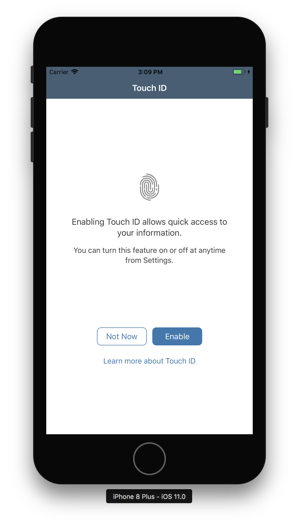 Carrier 3:09 PM
Touch ID
Enabling Touch ID allows quick access to
your information.
You can turn this feature on or off at anytime
from Settings.
Not Now Enable
Learn more about Touch ID
iPhone 8 Plus - iOS 11.0